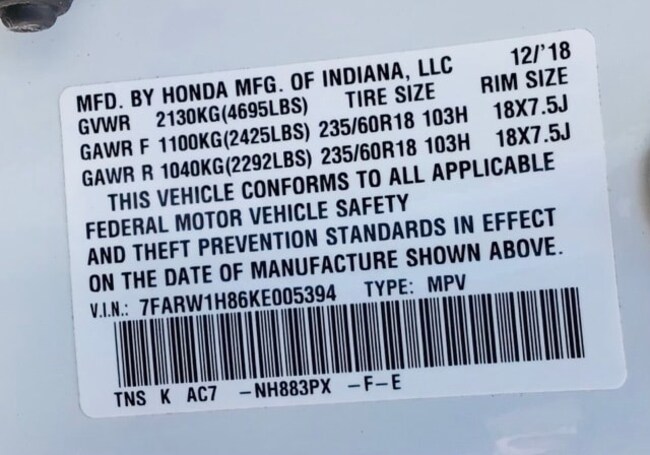 MFD. BY HONDA MFG. OF INDIANA, LLC 12/'18
GVWR 2130KG(4695LBS) TIRE SIZE RIM SIZE
GAWR F 1100KG(2425LBS) 235/60R18 103H 18X7.5J
GAWR R 1040KG(2292LBS) 235/60R18 103H 18X7.5J
THIS VEHICLE CONFORMS TO ALL APPLICABLE
FEDERAL MOTOR VEHICLE SAFETY
AND THEFT PREVENTION STANDARDS IN EFFECT
ON THE DATE OF MANUFACTURE SHOWN ABOVE.
V.I.N.: 7FARW1H86KE005394 TYPE: MPV
TNS K AC7 -NH883PX -F-E